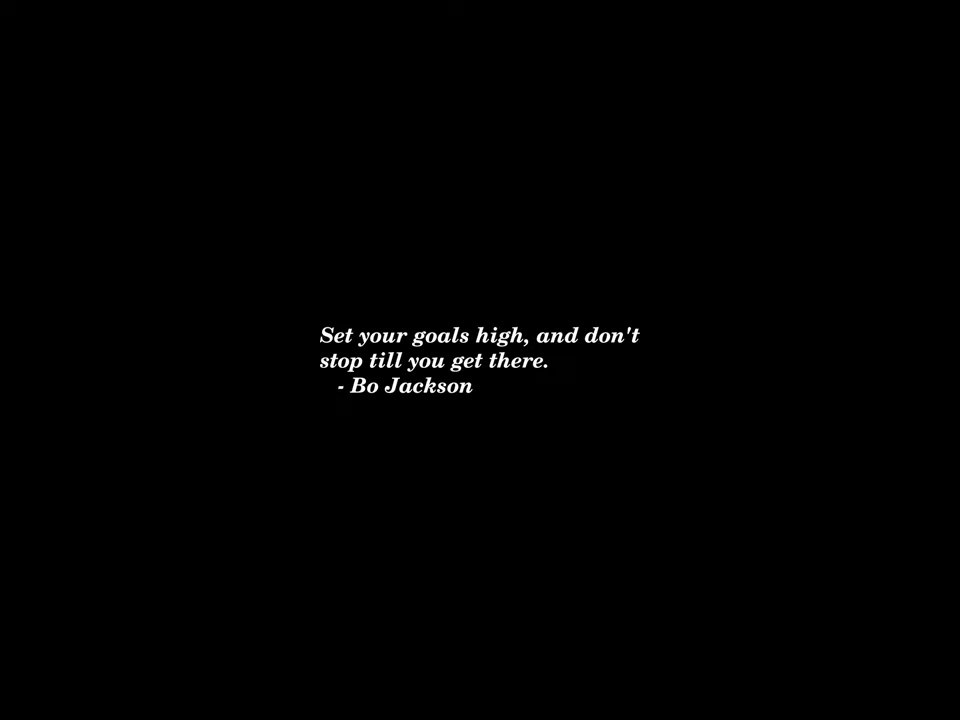 Set your goals high, and don't
stop till you get there.
- Bo Jackson